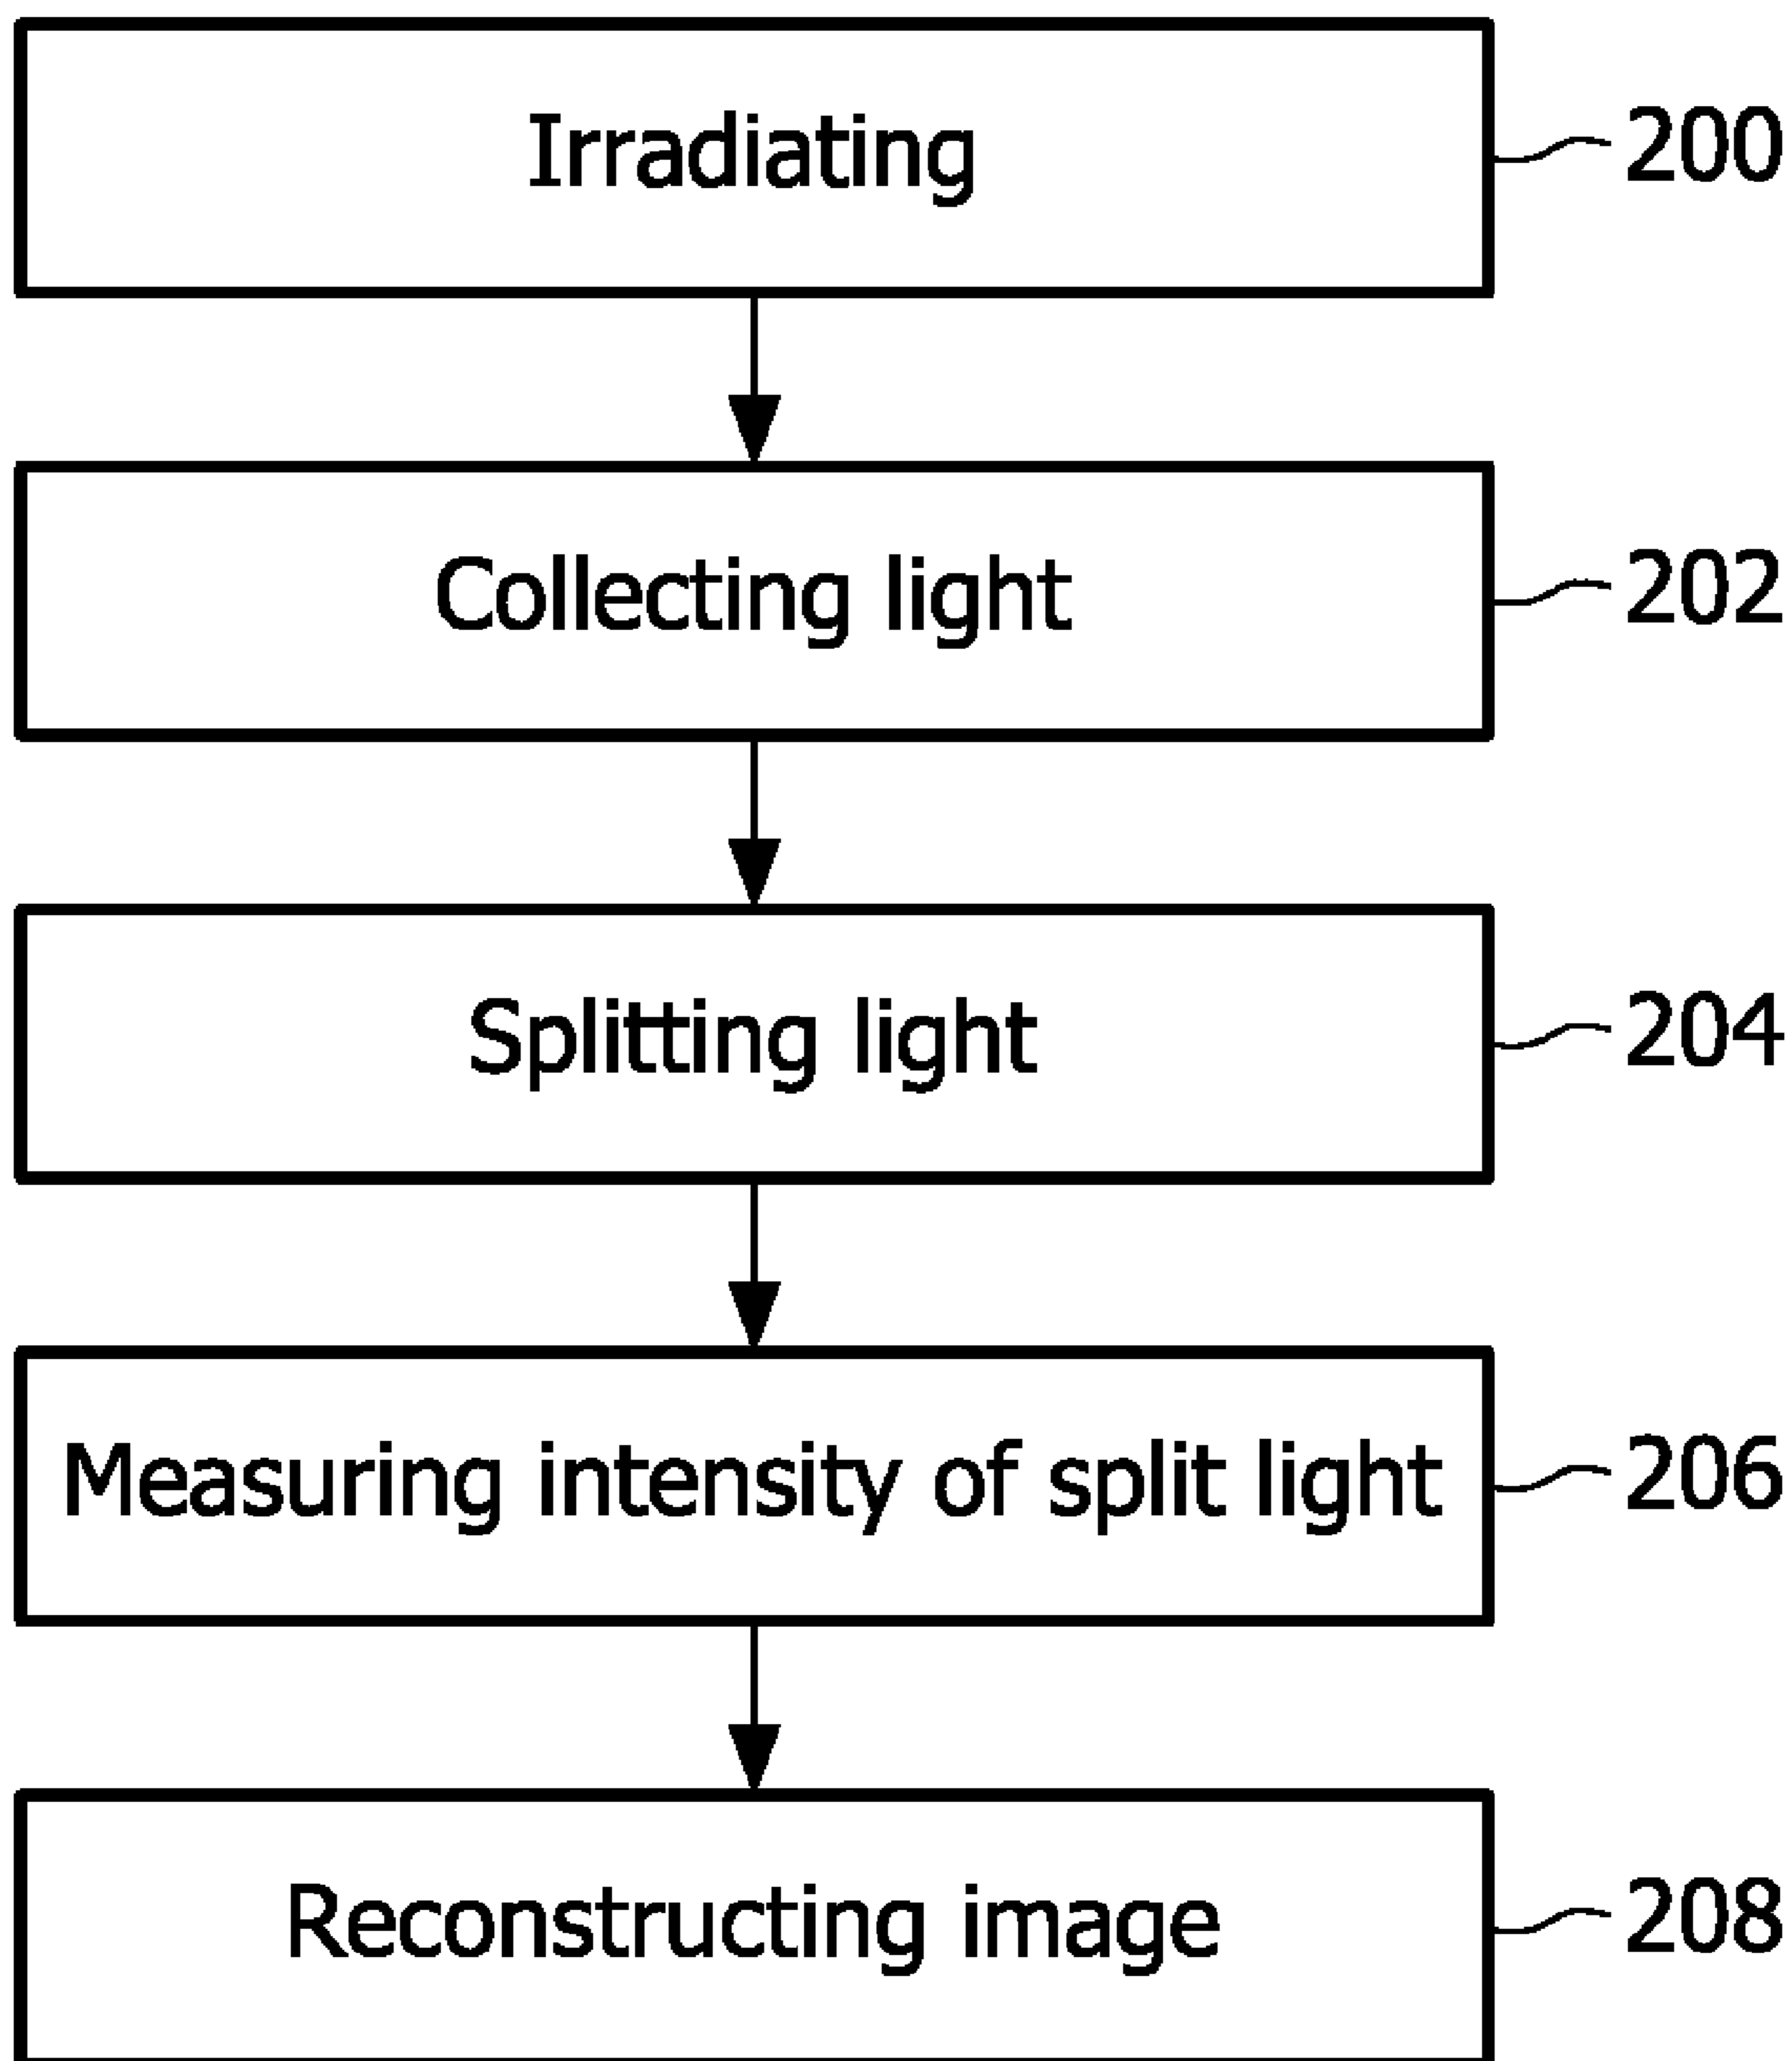 Irradiating 200
Collecting light 202
Splitting light 204
Measuring intensity of split light 206
Reconstructing image 208